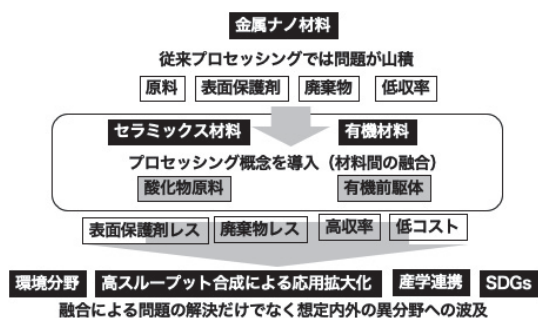 金属ナノ材料
従来プロセッシングでは問題が山積
原料 表面保護剤 廃棄物 低収率
セラミックス材料 有機材料
プロセッシング概念を導入（材料間の融合）
酸化物原料 有機前駆体
表面保護剤レス 廃棄物レス 高収率 低コスト
環境分野 高スループット合成による応用拡大化 産学連携 SDGs
融合による問題の解決だけでなく想定内外の異分野への波及